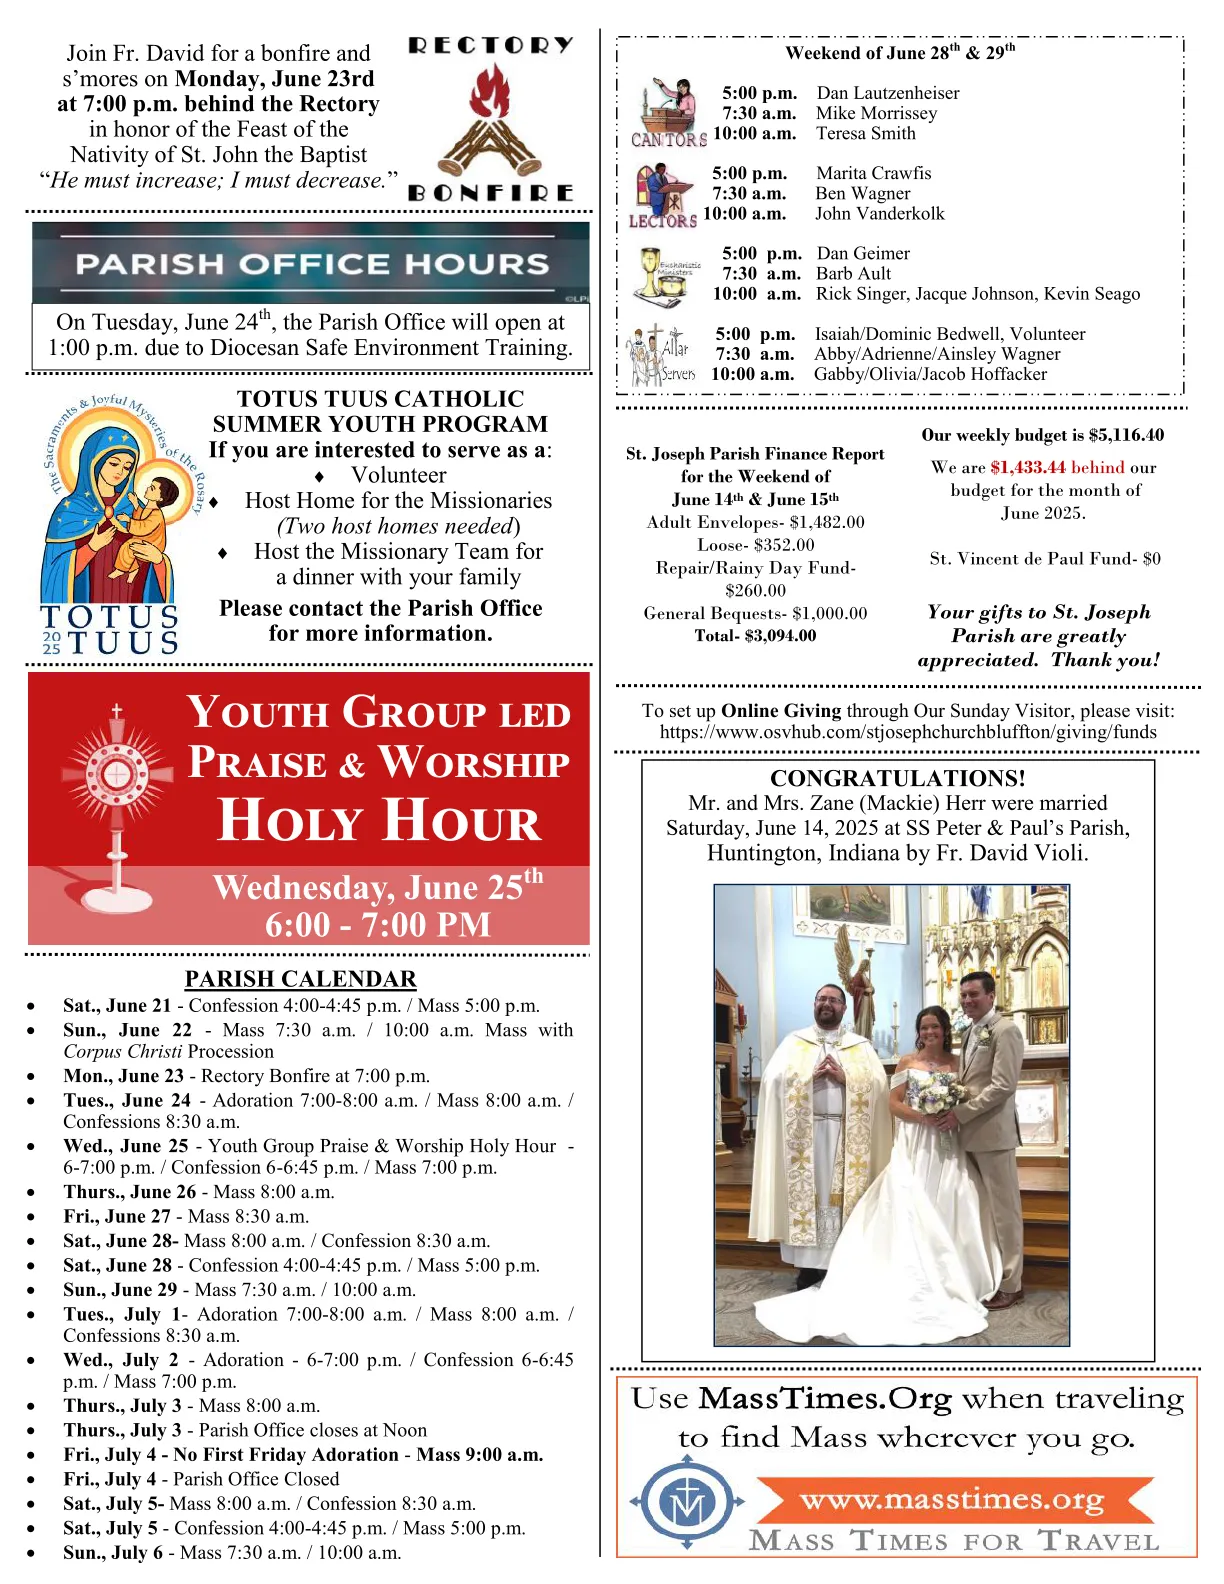 Join Fr. David for a bonfire and
s’mores on Monday, June 23rd
at 7:00 p.m. behind the Rectory
in honor of the Feast of the
Nativity of St. John the Baptist
“He must increase; I must decrease.”
RECTORY
BONFIRE
PARISH OFFICE HOURS
©LPi
On Tuesday, June 24th, the Parish Office will open at
1:00 p.m. due to Diocesan Safe Environment Training.
The Sacraments & Joyful Mysteries of the Rosary
TOTUS
2025 TUUS
TOTUS TUUS CATHOLIC
SUMMER YOUTH PROGRAM
If you are interested to serve as a:
♦ Volunteer
♦ Host Home for the Missionaries
(Two host homes needed)
♦ Host the Missionary Team for
a dinner with your family
Please contact the Parish Office
for more information.
YOUTH GROUP LED
PRAISE & WORSHIP
HOLY HOUR
Wednesday, June 25th
6:00 - 7:00 PM
PARISH CALENDAR
• Sat., June 21 - Confession 4:00-4:45 p.m. / Mass 5:00 p.m.
• Sun., June 22 - Mass 7:30 a.m. / 10:00 a.m. Mass with
Corpus Christi Procession
• Mon., June 23 - Rectory Bonfire at 7:00 p.m.
• Tues., June 24 - Adoration 7:00-8:00 a.m. / Mass 8:00 a.m. /
Confessions 8:30 a.m.
• Wed., June 25 - Youth Group Praise & Worship Holy Hour -
6-7:00 p.m. / Confession 6-6:45 p.m. / Mass 7:00 p.m.
• Thurs., June 26 - Mass 8:00 a.m.
• Fri., June 27 - Mass 8:30 a.m.
• Sat., June 28- Mass 8:00 a.m. / Confession 8:30 a.m.
• Sat., June 28 - Confession 4:00-4:45 p.m. / Mass 5:00 p.m.
• Sun., June 29 - Mass 7:30 a.m. / 10:00 a.m.
• Tues., July 1- Adoration 7:00-8:00 a.m. / Mass 8:00 a.m. /
Confessions 8:30 a.m.
• Wed., July 2 - Adoration - 6-7:00 p.m. / Confession 6-6:45
p.m. / Mass 7:00 p.m.
• Thurs., July 3 - Mass 8:00 a.m.
• Thurs., July 3 - Parish Office closes at Noon
• Fri., July 4 - No First Friday Adoration - Mass 9:00 a.m.
• Fri., July 4 - Parish Office Closed
• Sat., July 5- Mass 8:00 a.m. / Confession 8:30 a.m.
• Sat., July 5 - Confession 4:00-4:45 p.m. / Mass 5:00 p.m.
• Sun., July 6 - Mass 7:30 a.m. / 10:00 a.m.
Weekend of June 28th & 29th
CANTORS
5:00 p.m. Dan Lautzenheiser
7:30 a.m. Mike Morrissey
10:00 a.m. Teresa Smith
LECTORS
5:00 p.m. Marita Crawfis
7:30 a.m. Ben Wagner
10:00 a.m. John Vanderkolk
Eucharistic
Ministers
5:00 p.m. Dan Geimer
7:30 a.m. Barb Ault
10:00 a.m. Rick Singer, Jacque Johnson, Kevin Seago
Altar
Servers
5:00 p.m. Isaiah/Dominic Bedwell, Volunteer
7:30 a.m. Abby/Adrienne/Ainsley Wagner
10:00 a.m. Gabby/Olivia/Jacob Hoffacker
St. Joseph Parish Finance Report
for the Weekend of
June 14th & June 15th
Adult Envelopes- $1,482.00
Loose- $352.00
Repair/Rainy Day Fund-
$260.00
General Bequests- $1,000.00
Total- $3,094.00
Our weekly budget is $5,116.40
We are $1,433.44 behind our
budget for the month of
June 2025.
St. Vincent de Paul Fund- $0
Your gifts to St. Joseph
Parish are greatly
appreciated. Thank you!
To set up Online Giving through Our Sunday Visitor, please visit:
https://www.osvhub.com/stjosephchurchbluffton/giving/funds
CONGRATULATIONS!
Mr. and Mrs. Zane (Mackie) Herr were married
Saturday, June 14, 2025 at SS Peter & Paul’s Parish,
Huntington, Indiana by Fr. David Violi.
Use MassTimes.Org when traveling
to find Mass wherever you go.
www.masstimes.org
MASS TIMES FOR TRAVEL